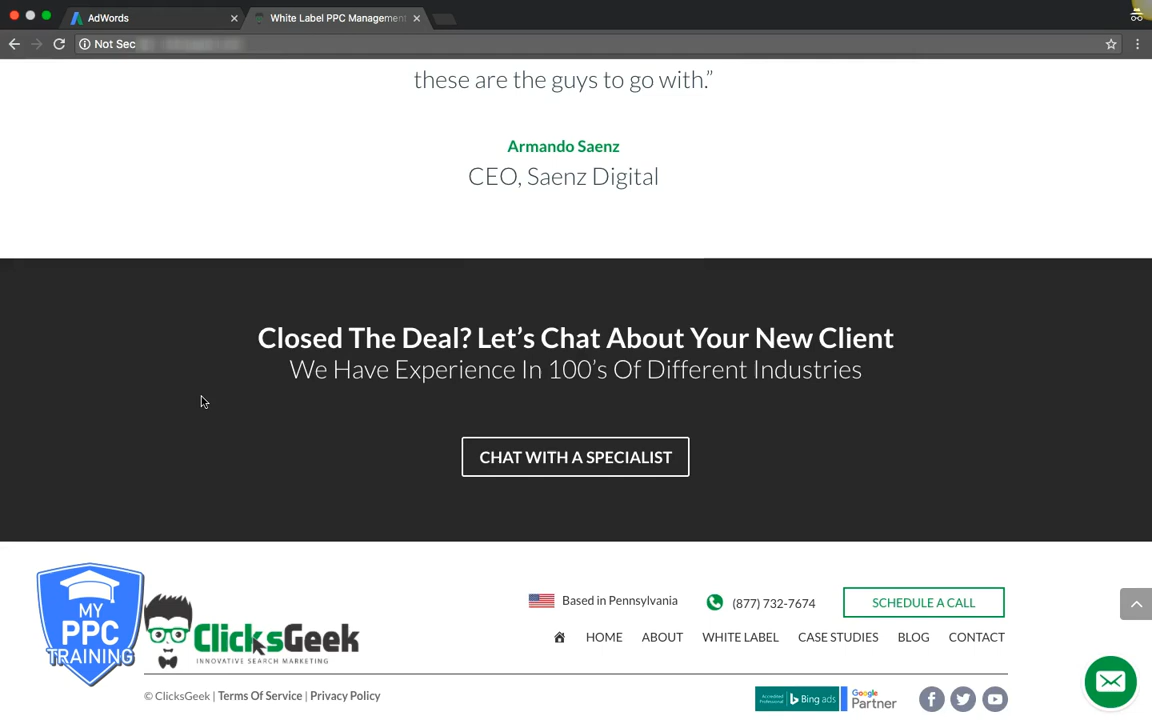 AdWords
White Label PPC Management
Not Sec
these are the guys to go with.”
Armando Saenz
CEO, Saenz Digital
Closed The Deal? Let’s Chat About Your New Client
We Have Experience In 100’s Of Different Industries
CHAT WITH A SPECIALIST
MY
PPC
TRAINING
ClicksGeek
INNOVATIVE SEARCH MARKETING
Based in Pennsylvania
(877) 732-7674
SCHEDULE A CALL
HOME ABOUT WHITE LABEL CASE STUDIES BLOG CONTACT
© ClicksGeek | Terms Of Service | Privacy Policy
Accredited
Professional
Bing ads
Google
Partner